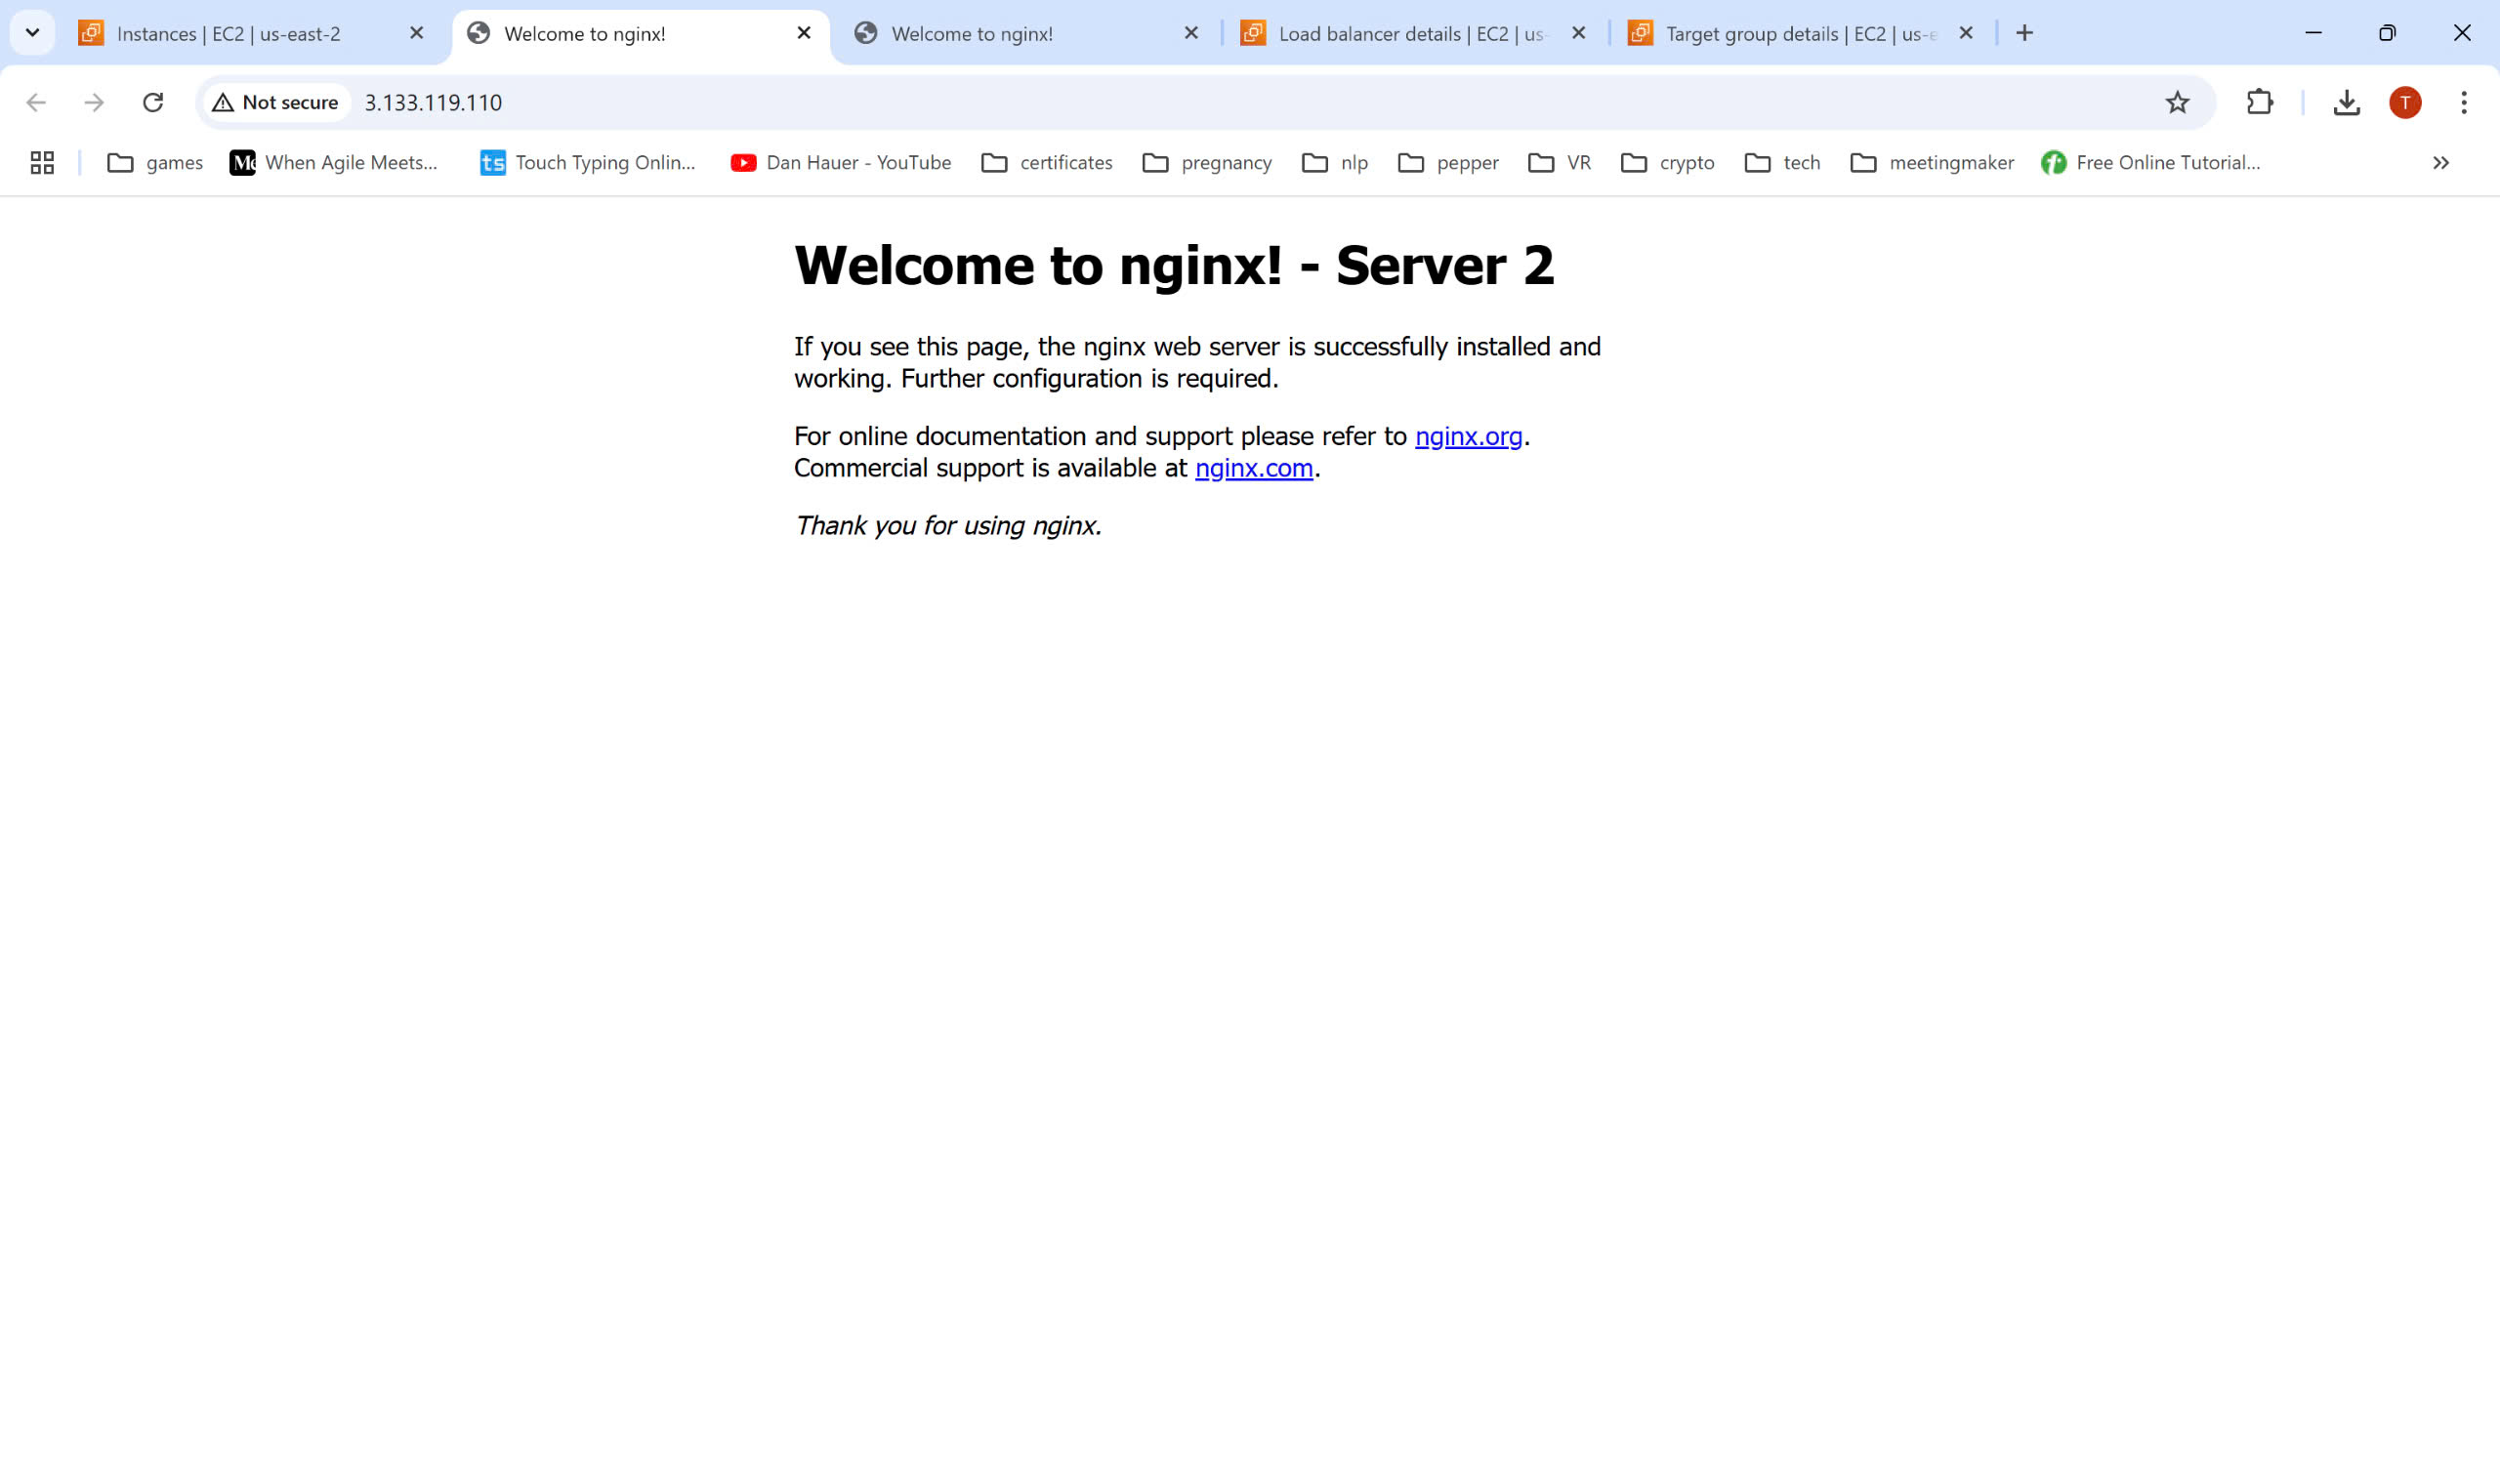 Instances | EC2 | us-east-2
Welcome to nginx!
Welcome to nginx!
Load balancer details | EC2 | us-
Target group details | EC2 | us-e
Not secure
3.133.119.110
T
games
When Agile Meets...
ts
Touch Typing Onlin...
Dan Hauer - YouTube
certificates
pregnancy
nlp
pepper
VR
crypto
tech
meetingmaker
Free Online Tutorial...
Welcome to nginx! - Server 2
If you see this page, the nginx web server is successfully installed and
working. Further configuration is required.
For online documentation and support please refer to nginx.org.
Commercial support is available at nginx.com.
Thank you for using nginx.